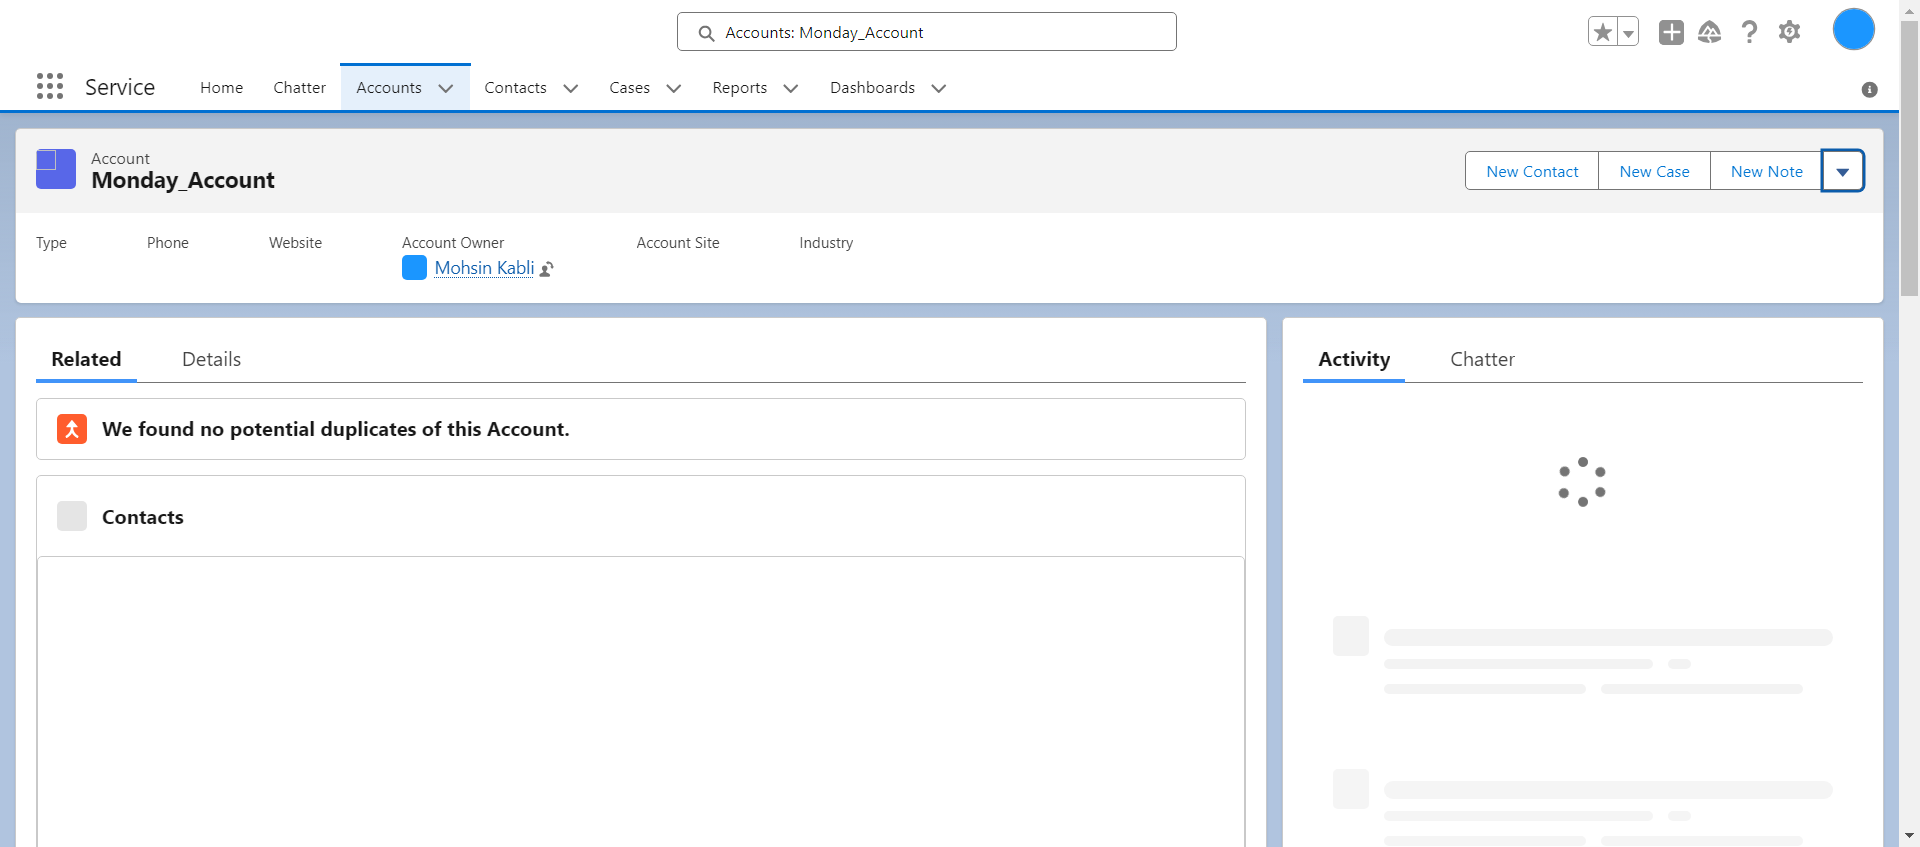 Accounts: Monday_Account
Service
Home
Chatter
Accounts
Contacts
Cases
Reports
Dashboards
Account
Monday_Account
New Contact
New Case
New Note
Type
Phone
Website
Account Owner
Account Site
Industry
Mohsin Kabli
Related
Details
Activity
Chatter
We found no potential duplicates of this Account.
Contacts